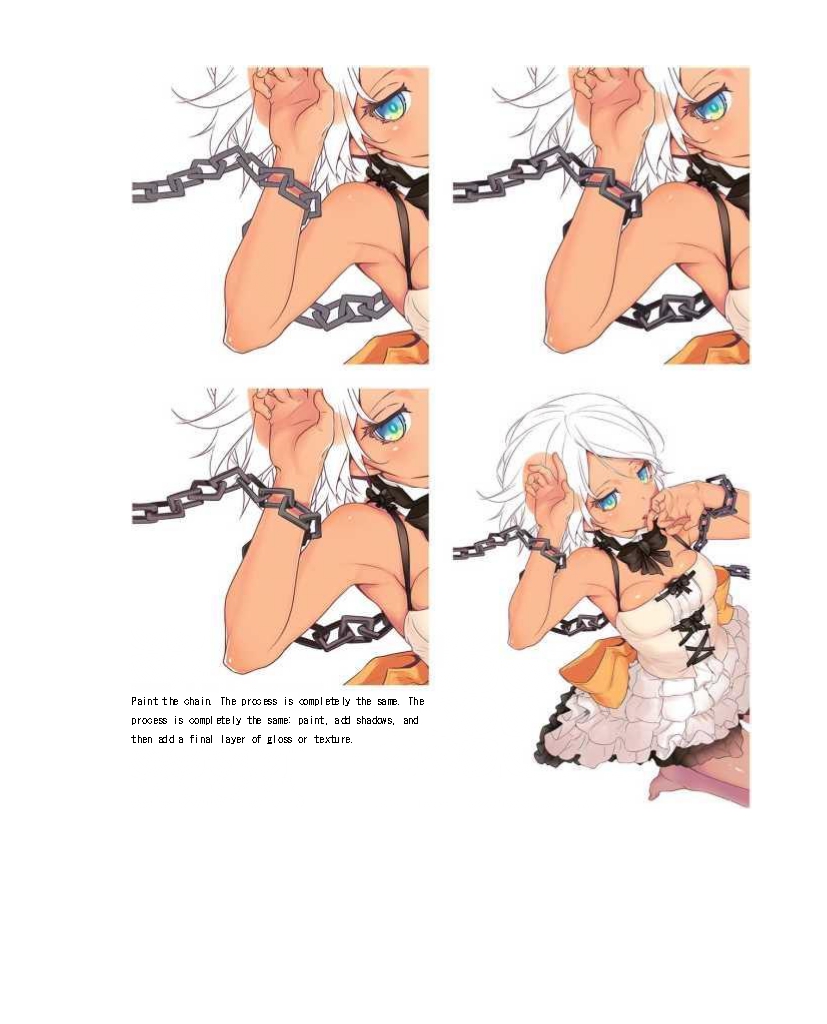 Paint the chain. The process is completely the same. The
process is completely the same: paint, add shadows, and
then add a final layer of gloss or texture.